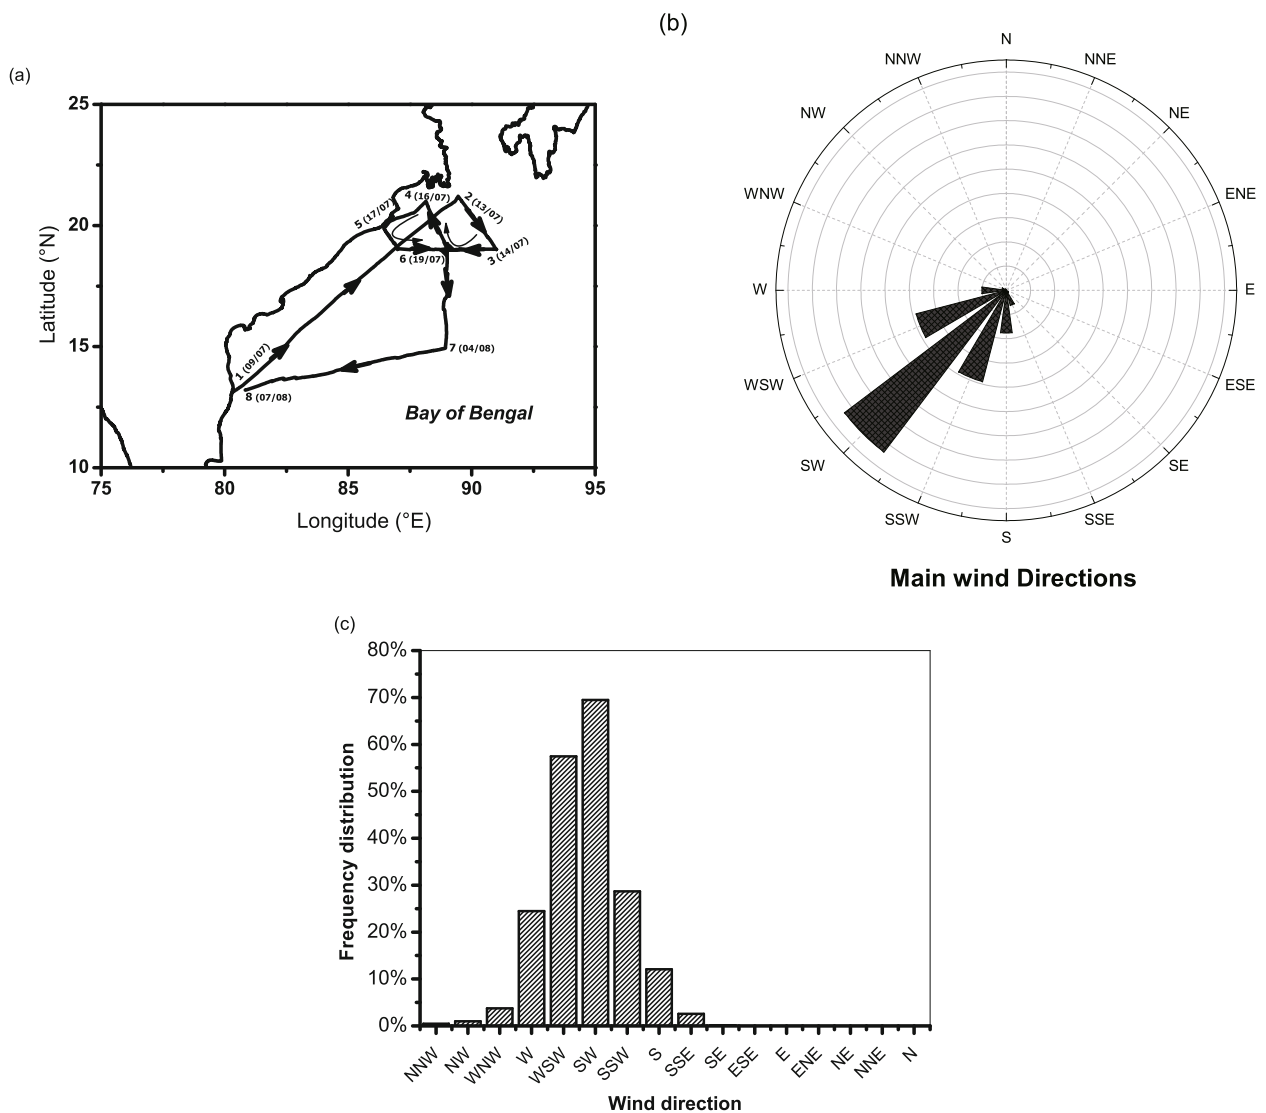 (a)
25
20
15
10
75
80
85
90
95
Latitude (°N)
Longitude (°E)
1 (09/07)
2 (13/07)
3 (14/07)
4 (16/07)
5 (17/07)
6 (19/07)
7 (04/08)
8 (07/08)
Bay of Bengal
(b)
N
NNE
NE
ENE
E
ESE
SE
SSE
S
SSW
SW
WSW
W
WNW
NW
NNW
Main wind Directions
(c)
80%
70%
60%
50%
40%
30%
20%
10%
0%
Frequency distribution
NNW
NW
WNW
W
WSW
SW
SSW
S
SSE
SE
ESE
E
ENE
NE
NNE
N
Wind direction